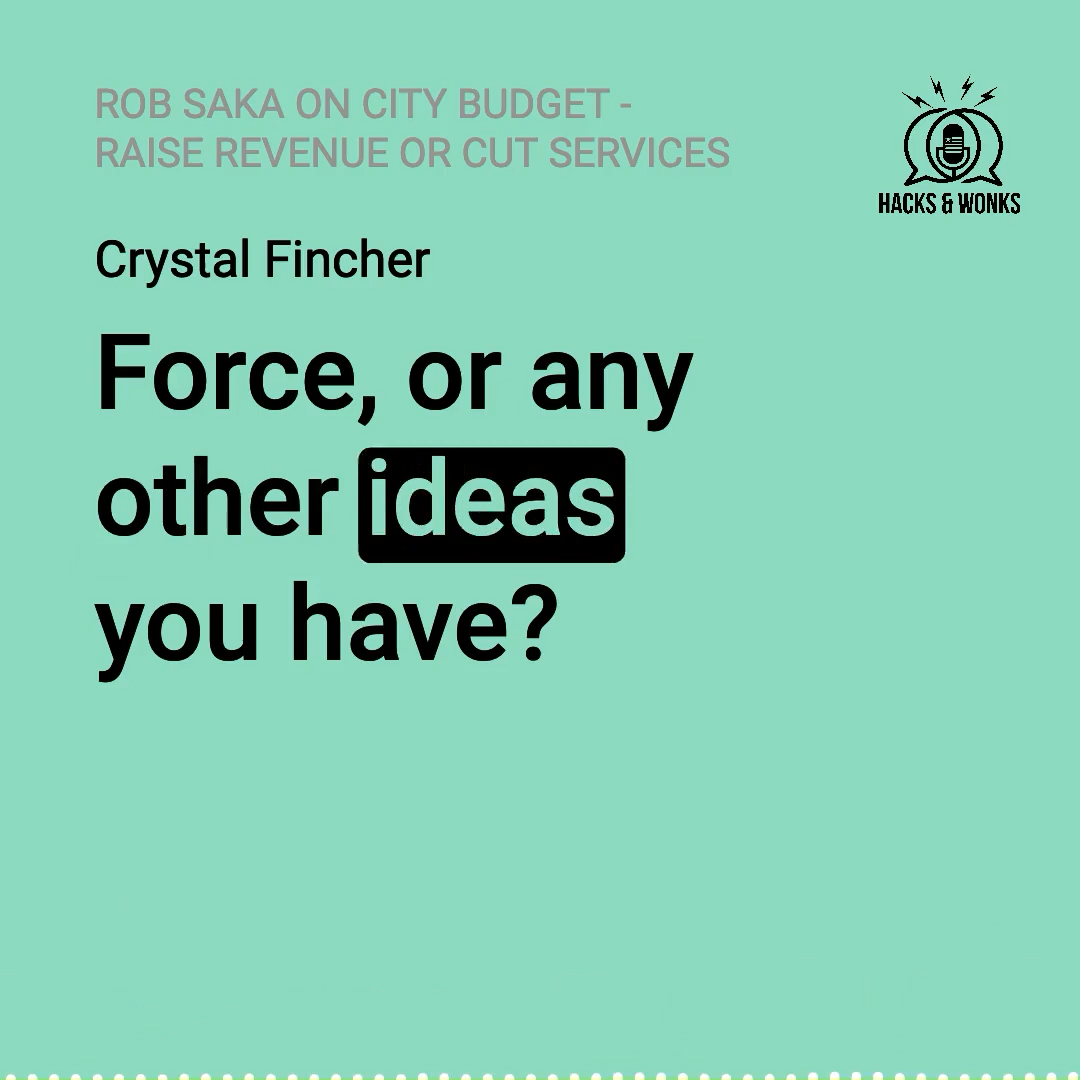 ROB SAKA ON CITY BUDGET -
RAISE REVENUE OR CUT SERVICES
HACKS & WONKS
Crystal Fincher
Force, or any
other ideas
you have?